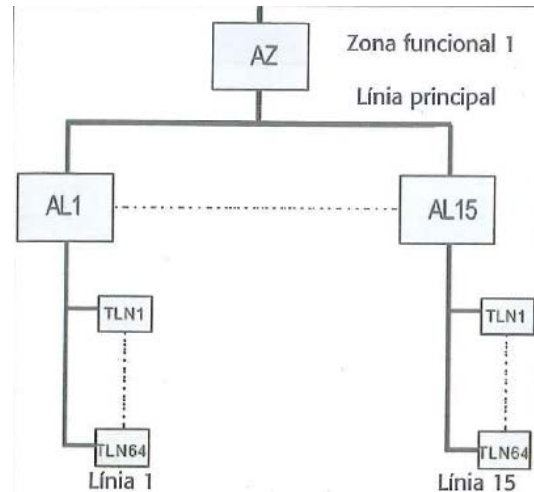 AZ
Zona funcional 1
Línia principal
AL1
AL15
TLN1
TLN1
TLN64
TLN64
Línia 1
Línia 15